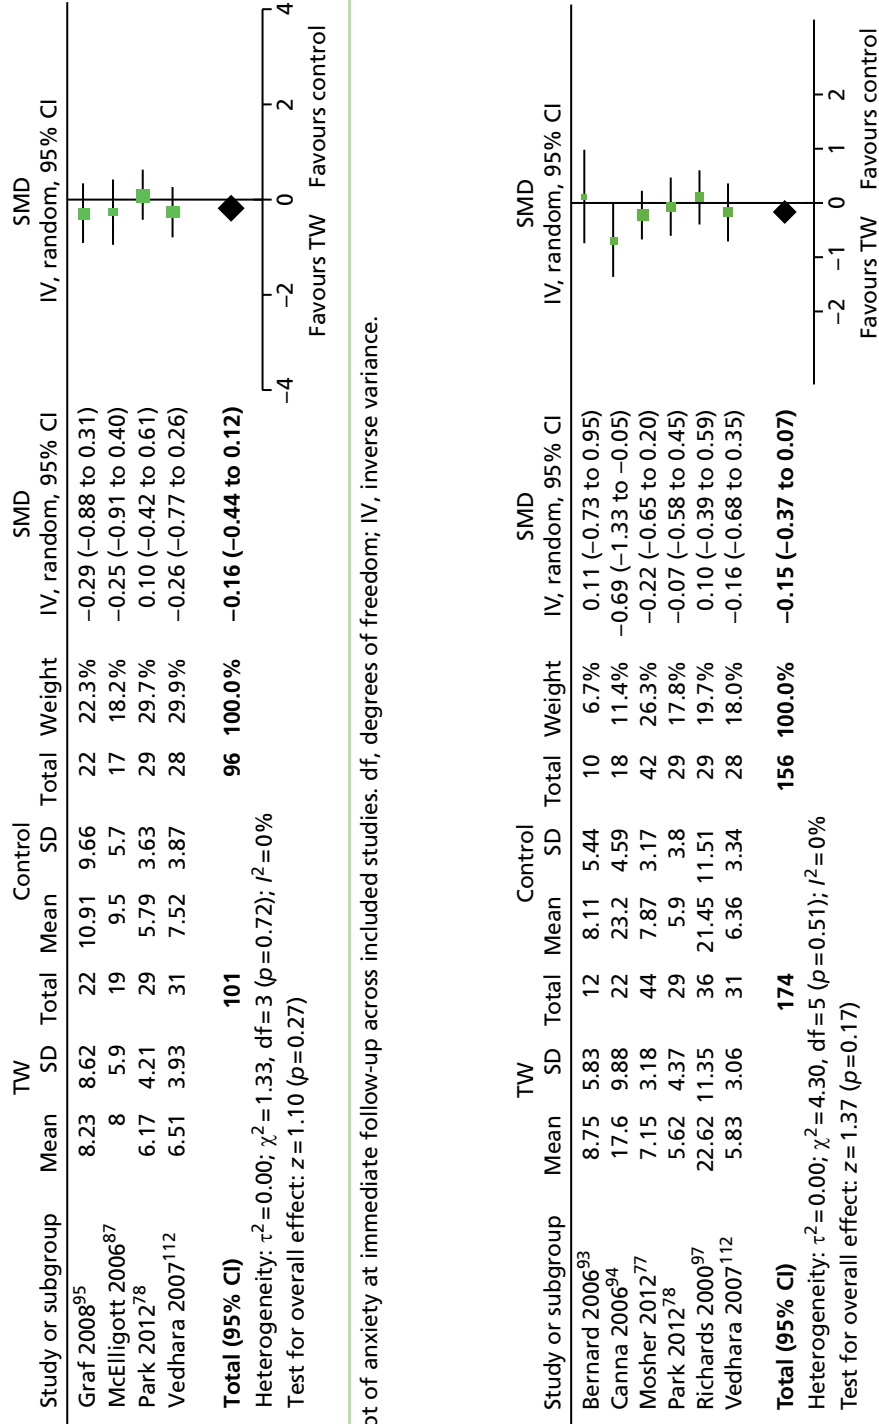 TW Control SMD SMD
Study or subgroup Mean SD Total Mean SD Total Weight IV, random, 95% CI IV, random, 95% CI
Graf 2008⁹⁵ 8.23 8.62 22 10.91 9.66 22 22.3% −0.29 (−0.88 to 0.31)
McElligott 2006⁸⁷ 8 5.9 19 9.5 5.7 17 18.2% −0.25 (−0.91 to 0.40)
Park 2012⁷⁸ 6.17 4.21 29 5.79 3.63 29 29.7% 0.10 (−0.42 to 0.61)
Vedhara 2007¹¹² 6.51 3.93 31 7.52 3.87 28 29.9% −0.26 (−0.77 to 0.26)
Total (95% CI) 101 96 100.0% −0.16 (−0.44 to 0.12)
Heterogeneity: τ²=0.00; χ²=1.33, df=3 (p=0.72); I²=0%
Test for overall effect: z=1.10 (p=0.27)
−4 −2 0 2 4
Favours TW Favours control
ot of anxiety at immediate follow-up across included studies. df, degrees of freedom; IV, inverse variance.
TW Control SMD SMD
Study or subgroup Mean SD Total Mean SD Total Weight IV, random, 95% CI IV, random, 95% CI
Bernard 2006⁹³ 8.75 5.83 12 8.11 5.44 10 6.7% 0.11 (−0.73 to 0.95)
Canna 2006⁹⁴ 17.6 9.88 22 23.2 4.59 18 11.4% −0.69 (−1.33 to −0.05)
Mosher 2012⁷⁷ 7.15 3.18 44 7.87 3.17 42 26.3% −0.22 (−0.65 to 0.20)
Park 2012⁷⁸ 5.62 4.37 29 5.9 3.8 29 17.8% −0.07 (−0.58 to 0.45)
Richards 2000⁹⁷ 22.62 11.35 36 21.45 11.51 29 19.7% 0.10 (−0.39 to 0.59)
Vedhara 2007¹¹² 5.83 3.06 31 6.36 3.34 28 18.0% −0.16 (−0.68 to 0.35)
Total (95% CI) 174 156 100.0% −0.15 (−0.37 to 0.07)
Heterogeneity: τ²=0.00; χ²=4.30, df=5 (p=0.51); I²=0%
Test for overall effect: z=1.37 (p=0.17)
−2 −1 0 1 2
Favours TW Favours control